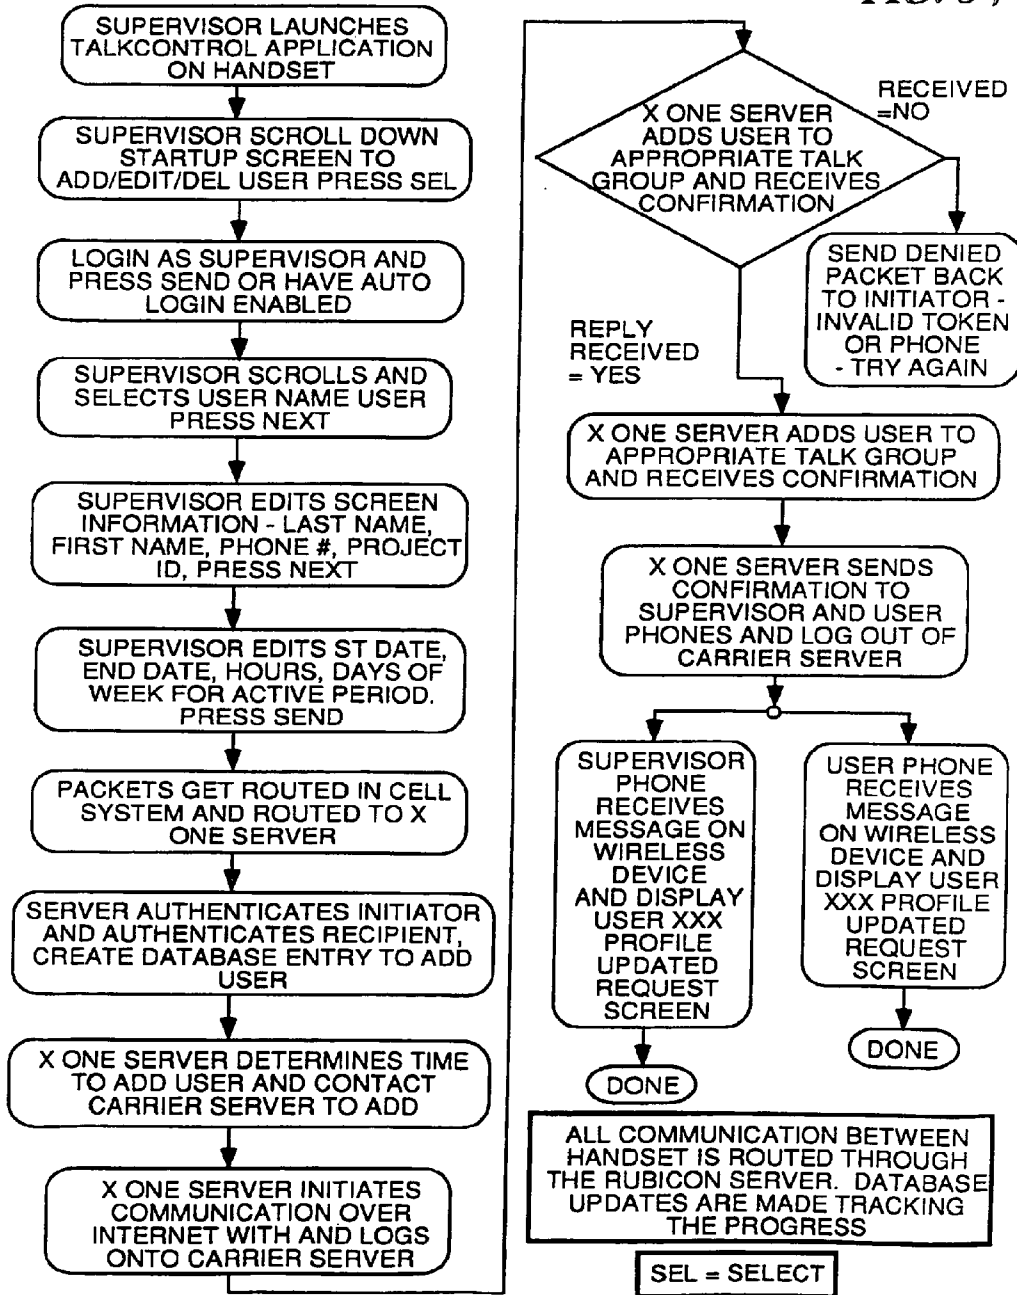 SUPERVISOR LAUNCHES
TALKCONTROL APPLICATION
ON HANDSET
SUPERVISOR SCROLL DOWN
STARTUP SCREEN TO
ADD/EDIT/DEL USER PRESS SEL
LOGIN AS SUPERVISOR AND
PRESS SEND OR HAVE AUTO
LOGIN ENABLED
SUPERVISOR SCROLLS AND
SELECTS USER NAME USER
PRESS NEXT
SUPERVISOR EDITS SCREEN
INFORMATION - LAST NAME,
FIRST NAME, PHONE #, PROJECT
ID, PRESS NEXT
SUPERVISOR EDITS ST DATE,
END DATE, HOURS, DAYS OF
WEEK FOR ACTIVE PERIOD.
PRESS SEND
PACKETS GET ROUTED IN CELL
SYSTEM AND ROUTED TO X
ONE SERVER
SERVER AUTHENTICATES INITIATOR
AND AUTHENTICATES RECIPIENT,
CREATE DATABASE ENTRY TO ADD
USER
X ONE SERVER DETERMINES TIME
TO ADD USER AND CONTACT
CARRIER SERVER TO ADD
X ONE SERVER INITIATES
COMMUNICATION OVER
INTERNET WITH AND LOGS
ONTO CARRIER SERVER
X ONE SERVER
ADDS USER TO
APPROPRIATE TALK
GROUP AND RECEIVES
CONFIRMATION
RECEIVED
=NO
SEND DENIED
PACKET BACK
TO INITIATOR -
INVALID TOKEN
OR PHONE
- TRY AGAIN
REPLY
RECEIVED
= YES
X ONE SERVER ADDS USER TO
APPROPRIATE TALK GROUP
AND RECEIVES CONFIRMATION
X ONE SERVER SENDS
CONFIRMATION TO
SUPERVISOR AND USER
PHONES AND LOG OUT OF
CARRIER SERVER
SUPERVISOR
PHONE
RECEIVES
MESSAGE ON
WIRELESS
DEVICE
AND DISPLAY
USER XXX
PROFILE
UPDATED
REQUEST
SCREEN
DONE
USER PHONE
RECEIVES
MESSAGE
ON WIRELESS
DEVICE AND
DISPLAY USER
XXX PROFILE
UPDATED
REQUEST
SCREEN
DONE
ALL COMMUNICATION BETWEEN
HANDSET IS ROUTED THROUGH
THE RUBICON SERVER. DATABASE
UPDATES ARE MADE TRACKING
THE PROGRESS
SEL = SELECT